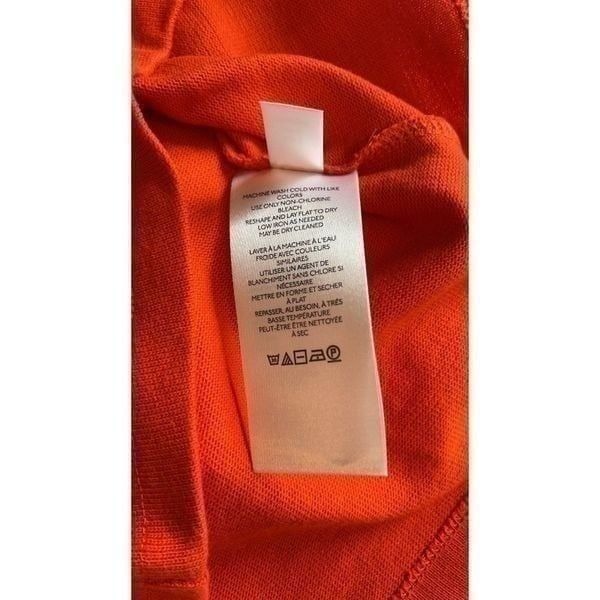 MACHINE WASH COLD WITH LIKE
COLORS
USE ONLY NON-CHLORINE
BLEACH
RESHAPE AND LAY FLAT TO DRY
LOW IRON AS NEEDED
MAY BE DRY CLEANED
LAVER À LA MACHINE À L'EAU
FROIDE AVEC COULEURS
SIMILAIRES
UTILISER UN AGENT DE
BLANCHIMENT SANS CHLORE SI
NÉCESSAIRE
METTRE EN FORME ET SECHER
À PLAT
REPASSER, AU BESOIN, À TRÈS
BASSE TEMPÉRATURE
PEUT-ÊTRE ÊTRE NETTOYÉE
À SEC
P